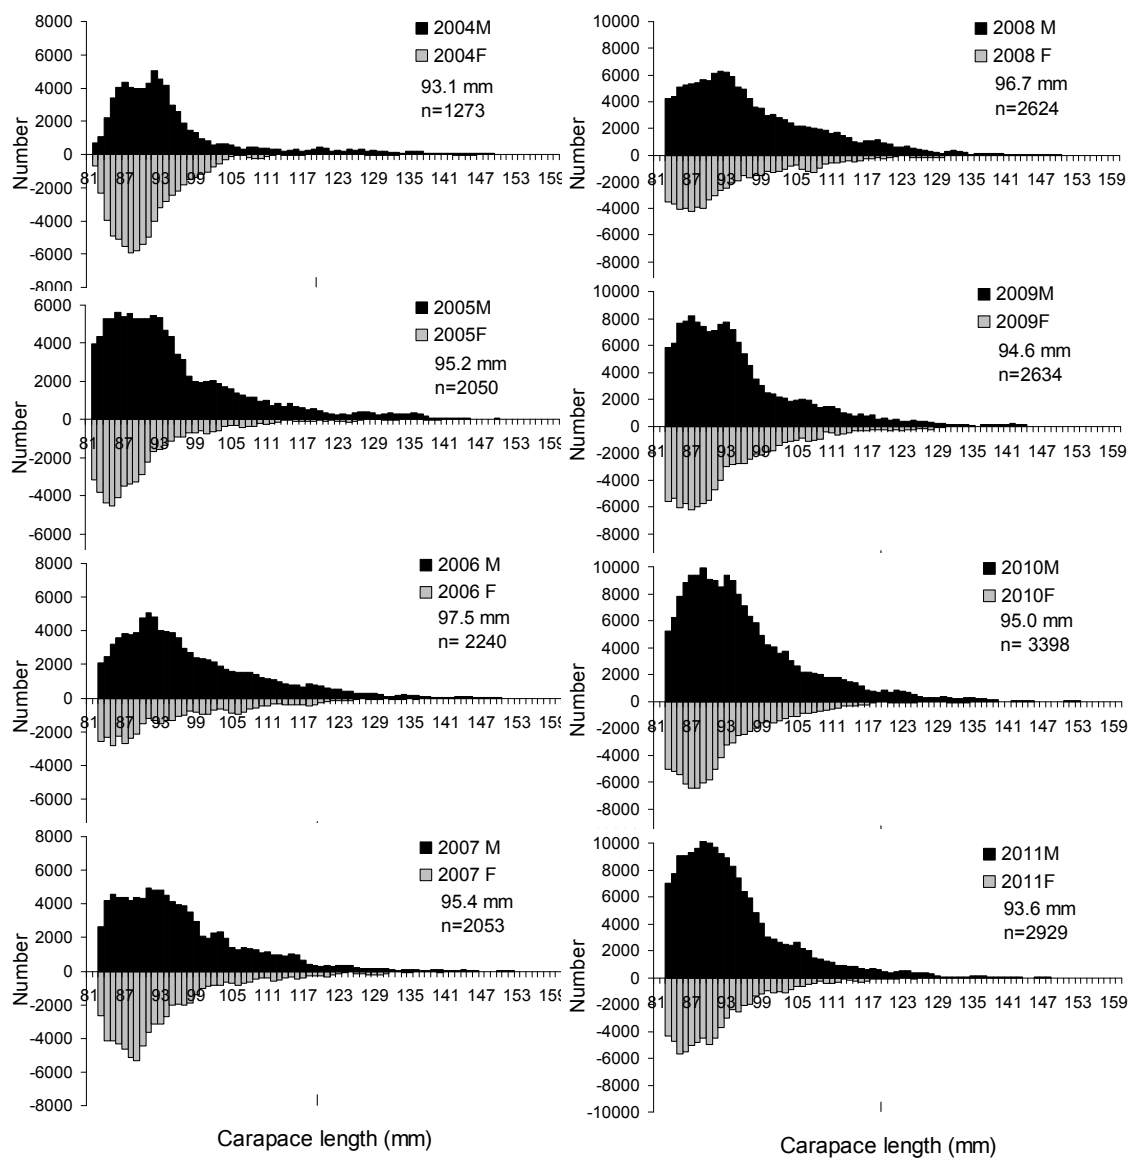 8000
6000
4000
2000
0
-2000
-4000
-6000
-8000
Number
2004M
2004F
93.1 mm
n=1273
81 87 93 99 105 111 117 123 129 135 141 147 153 159
6000
4000
2000
0
-2000
-4000
-6000
Number
2005M
2005F
95.2 mm
n=2050
81 87 93 99 105 111 117 123 129 135 141 147 153 159
8000
6000
4000
2000
0
-2000
-4000
-6000
Number
2006 M
2006 F
97.5 mm
n= 2240
81 87 93 99 105 111 117 123 129 135 141 147 153 159
8000
6000
4000
2000
0
-2000
-4000
-6000
-8000
Number
2007 M
2007 F
95.4 mm
n=2053
81 87 93 99 105 111 117 123 129 135 141 147 153 159
Carapace length (mm)
10000
8000
6000
4000
2000
0
-2000
-4000
-6000
-8000
Number
2008 M
2008 F
96.7 mm
n=2624
81 87 93 99 105 111 117 123 129 135 141 147 153 159
10000
8000
6000
4000
2000
0
-2000
-4000
-6000
-8000
Number
2009M
2009F
94.6 mm
n=2634
81 87 93 99 105 111 117 123 129 135 141 147 153 159
10000
8000
6000
4000
2000
0
-2000
-4000
-6000
-8000
Number
2010M
2010F
95.0 mm
n= 3398
81 87 93 99 105 111 117 123 129 135 141 147 153 159
10000
8000
6000
4000
2000
0
-2000
-4000
-6000
-8000
-10000
Number
2011M
2011F
93.6 mm
n=2929
81 87 93 99 105 111 117 123 129 135 141 147 153 159
Carapace length (mm)